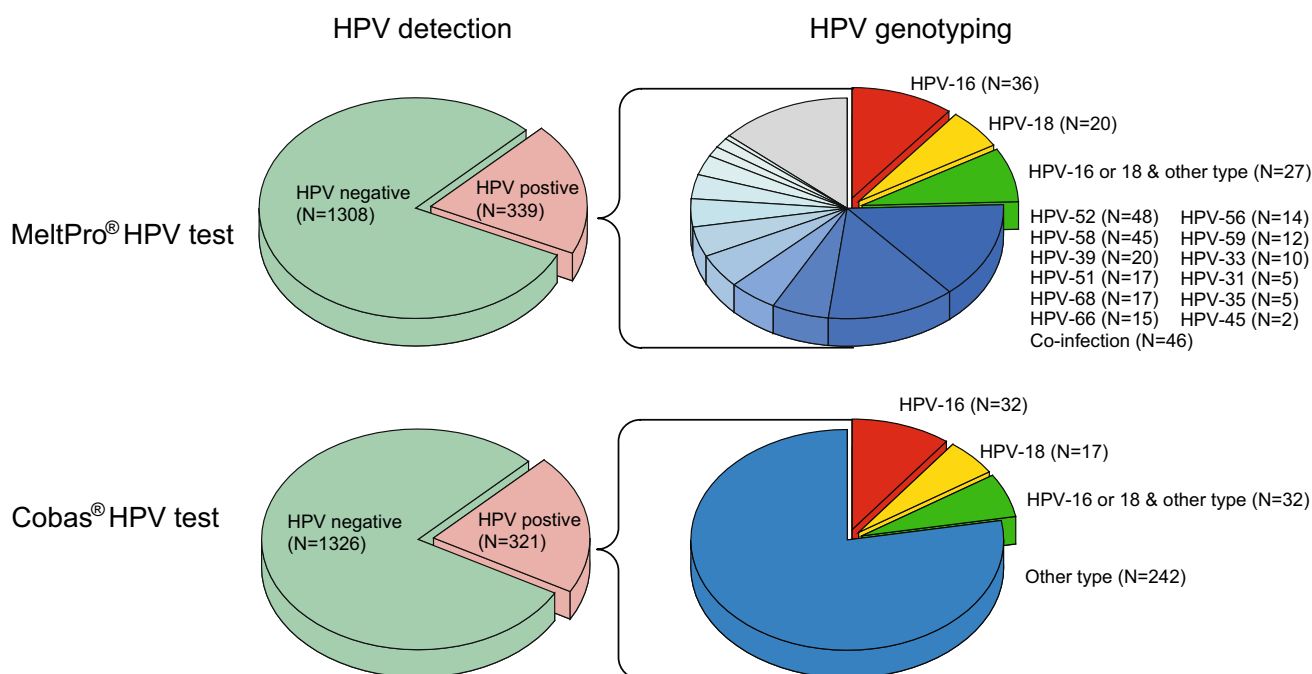 HPV detection
HPV genotyping
MeltPro® HPV test
HPV negative
(N=1308)
HPV postive
(N=339)
HPV-16 (N=36)
HPV-18 (N=20)
HPV-16 or 18 & other type (N=27)
HPV-52 (N=48) HPV-56 (N=14)
HPV-58 (N=45) HPV-59 (N=12)
HPV-39 (N=20) HPV-33 (N=10)
HPV-51 (N=17) HPV-31 (N=5)
HPV-68 (N=17) HPV-35 (N=5)
HPV-66 (N=15) HPV-45 (N=2)
Co-infection (N=46)
Cobas® HPV test
HPV negative
(N=1326)
HPV postive
(N=321)
HPV-16 (N=32)
HPV-18 (N=17)
HPV-16 or 18 & other type (N=32)
Other type (N=242)